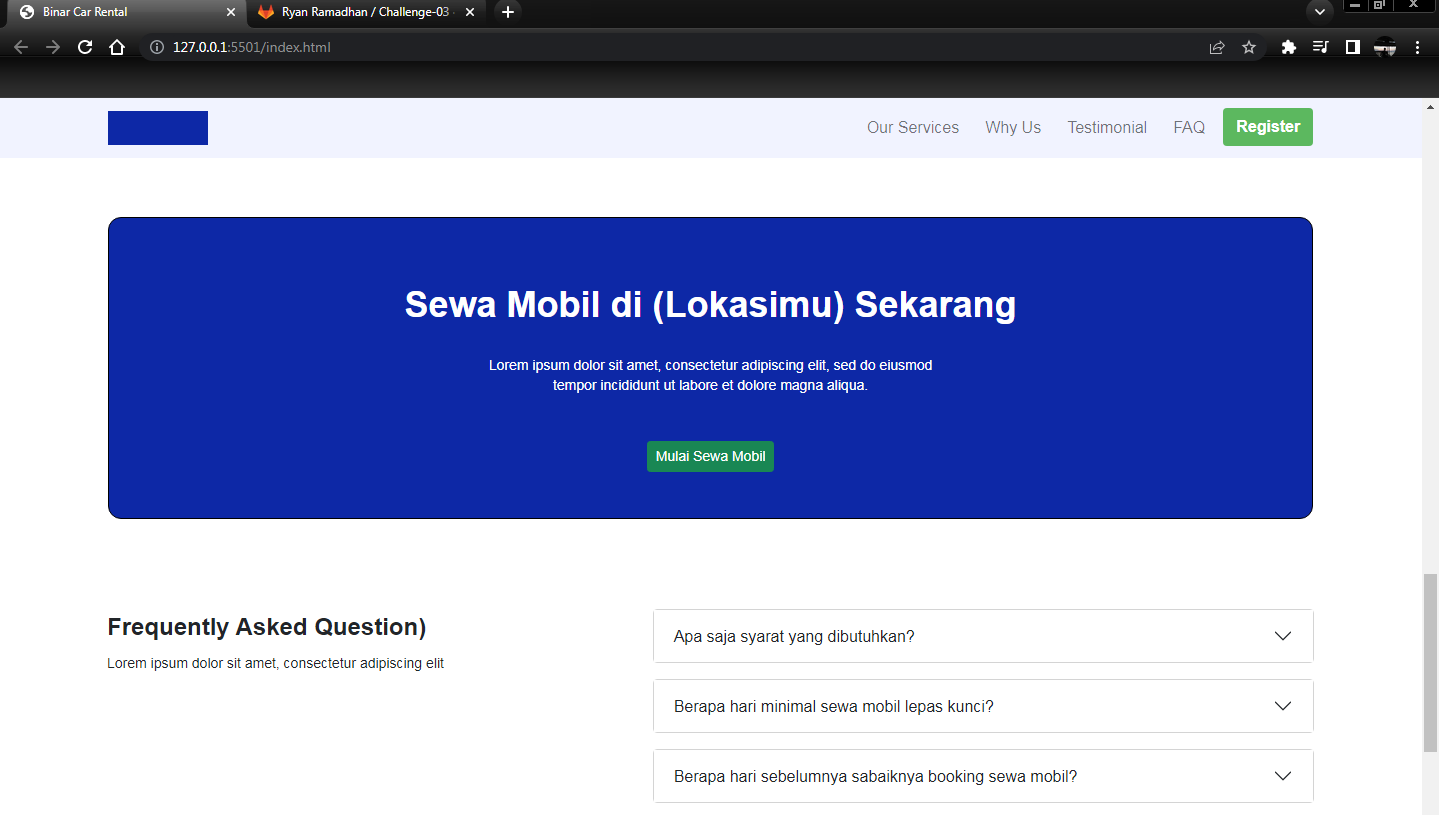 Binar Car Rental
Ryan Ramadhan / Challenge-03
127.0.0.1:5501/index.html
Our Services Why Us Testimonial FAQ Register
Sewa Mobil di (Lokasimu) Sekarang
Lorem ipsum dolor sit amet, consectetur adipiscing elit, sed do eiusmod
tempor incididunt ut labore et dolore magna aliqua.
Mulai Sewa Mobil
Frequently Asked Question)
Lorem ipsum dolor sit amet, consectetur adipiscing elit
Apa saja syarat yang dibutuhkan?
Berapa hari minimal sewa mobil lepas kunci?
Berapa hari sebelumnya sabaiknya booking sewa mobil?